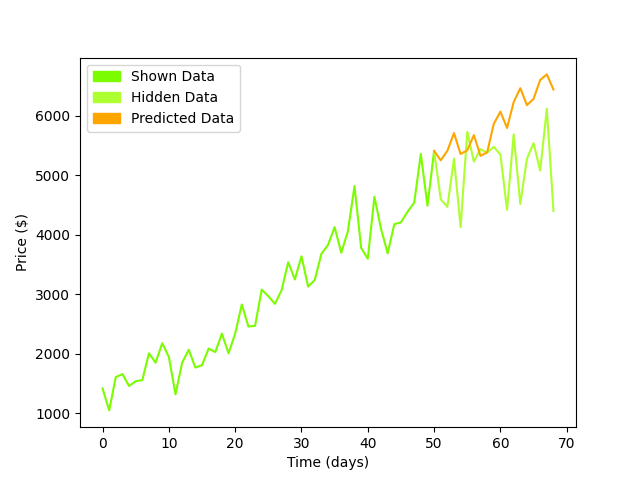 Shown Data
Hidden Data
Predicted Data
6000
5000
4000
3000
2000
1000
Price ($)
0 10 20 30 40 50 60 70
Time (days)